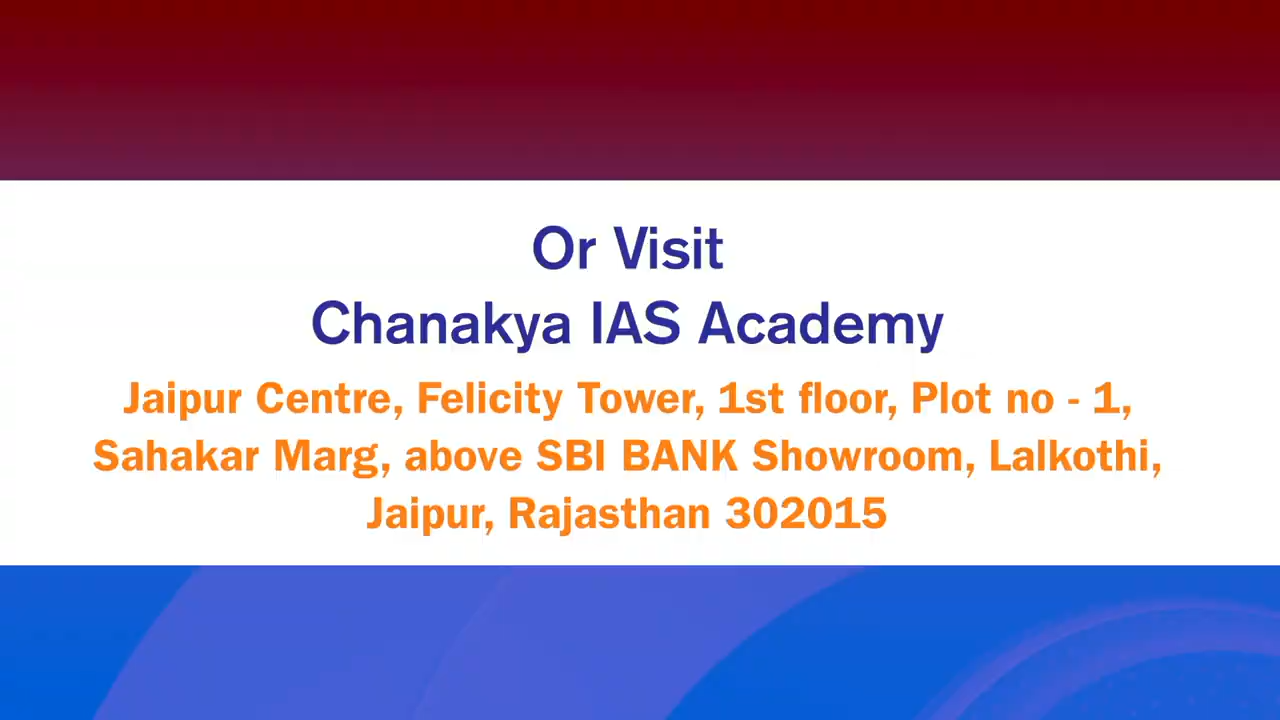 Or Visit
Chanakya IAS Academy
Jaipur Centre, Felicity Tower, 1st floor, Plot no - 1,
Sahakar Marg, above SBI BANK Showroom, Lalkothi,
Jaipur, Rajasthan 302015